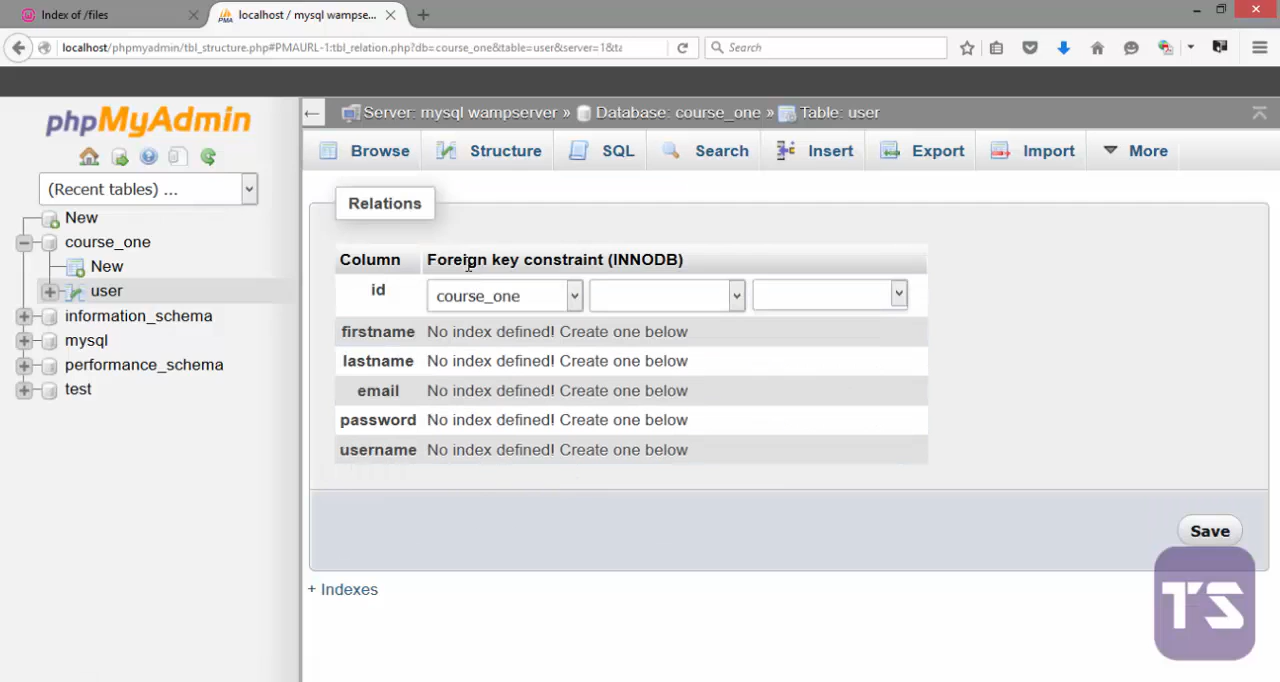 Index of /files
localhost / mysql wampse...
localhost/phpmyadmin/tbl_structure.php#PMAURL-1:tbl_relation.php?db=course_one&table=user&server=1&ta
Search
phpMyAdmin
(Recent tables) ...
New
course_one
New
user
information_schema
mysql
performance_schema
test
Server: mysql wampserver » Database: course_one » Table: user
Browse Structure SQL Search Insert Export Import More
Relations
Column Foreign key constraint (INNODB)
id course_one
firstname No index defined! Create one below
lastname No index defined! Create one below
email No index defined! Create one below
password No index defined! Create one below
username No index defined! Create one below
Save
+ Indexes
TS